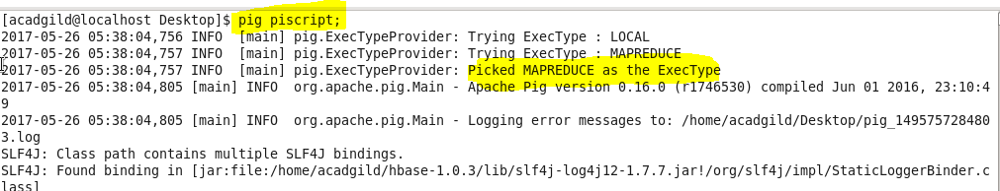 [acadgild@localhost Desktop]$ pig piscript;
2017-05-26 05:38:04,756 INFO  [main] pig.ExecTypeProvider: Trying ExecType : LOCAL
2017-05-26 05:38:04,757 INFO  [main] pig.ExecTypeProvider: Trying ExecType : MAPREDUCE
2017-05-26 05:38:04,757 INFO  [main] pig.ExecTypeProvider: Picked MAPREDUCE as the ExecType
2017-05-26 05:38:04,805 [main] INFO  org.apache.pig.Main - Apache Pig version 0.16.0 (r1746530) compiled Jun 01 2016, 23:10:4
9
2017-05-26 05:38:04,805 [main] INFO  org.apache.pig.Main - Logging error messages to: /home/acadgild/Desktop/pig_149575728480
3.log
SLF4J: Class path contains multiple SLF4J bindings.
SLF4J: Found binding in [jar:file:/home/acadgild/hbase-1.0.3/lib/slf4j-log4j12-1.7.7.jar!/org/slf4j/impl/StaticLoggerBinder.c
lass]